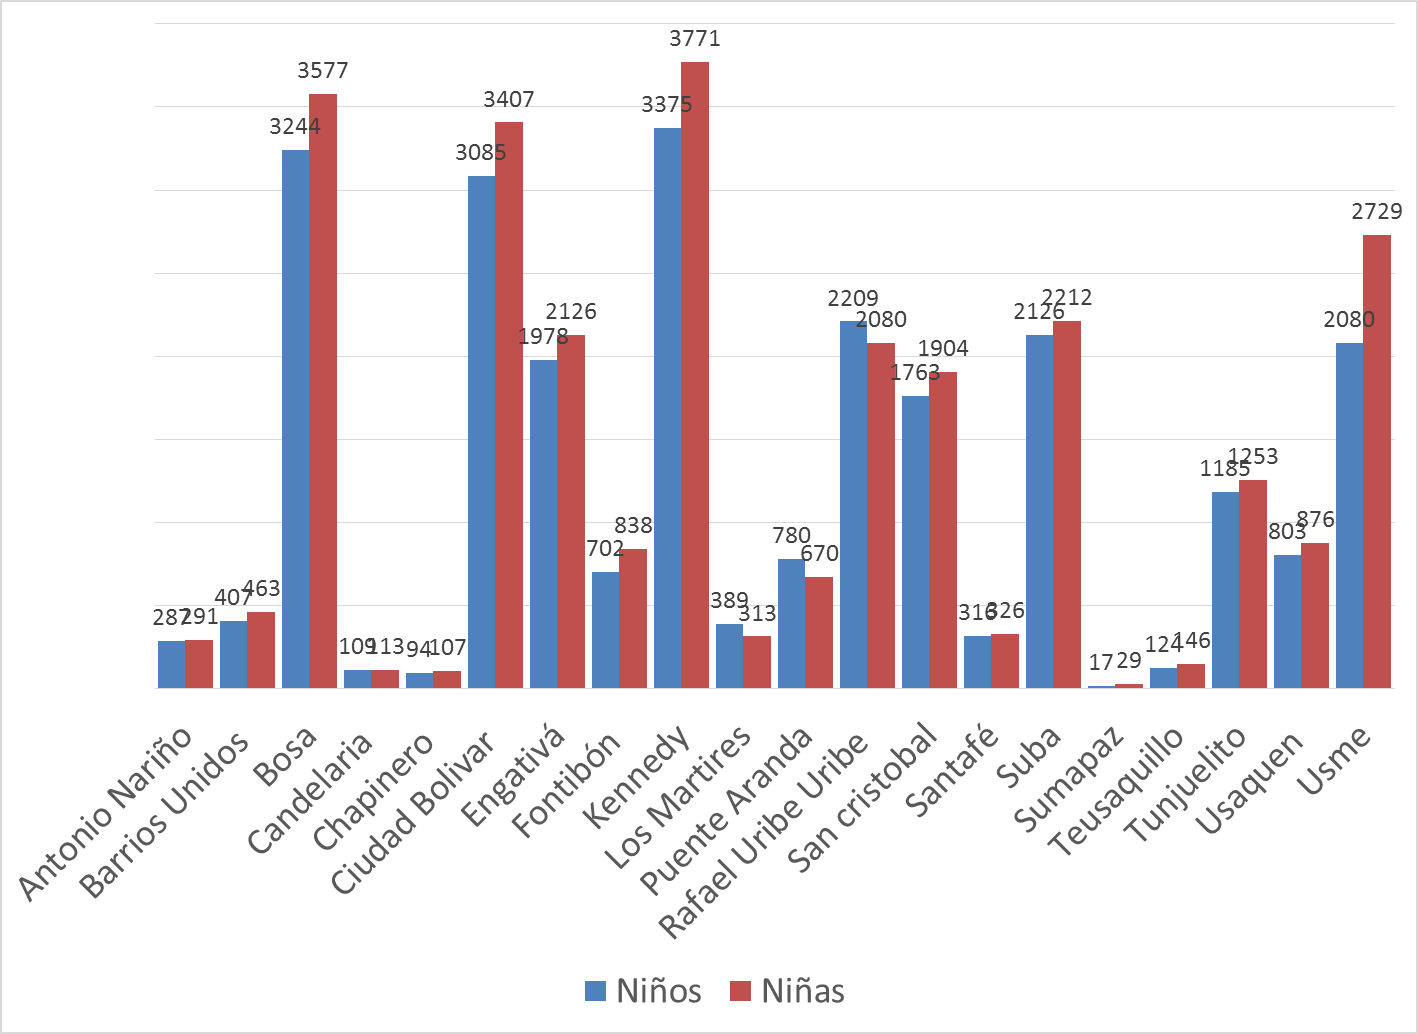 3771
3577
3407
3375
3244
3085
2729
2209
2212
2126
2126
2080
2080
1978
1904
1763
1253
1185
838
876
803
780
702
670
463
407
389
313
316
326
287
291
109
113
94
107
17
29
124
146
Antonio Nariño
Barrios Unidos
Bosa
Candelaria
Chapinero
Ciudad Bolivar
Engativá
Fontibón
Kennedy
Los Martires
Puente Aranda
Rafael Uribe Uribe
San cristobal
Santafé
Suba
Sumapaz
Teusaquillo
Tunjuelito
Usaquen
Usme
Niños
Niñas